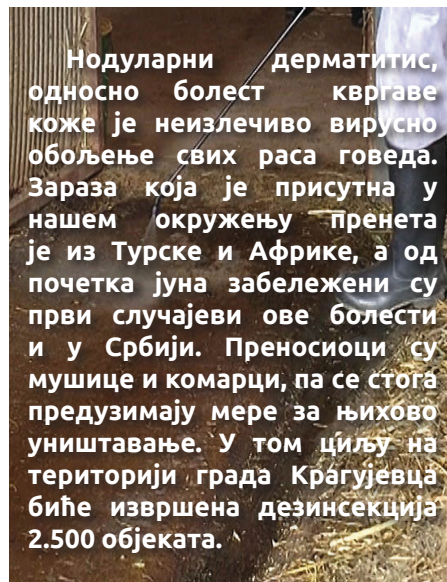 Нодуларни дерматитис,
односно болест квргаве
коже је неизлечиво вирусно
обољење свих раса говеда.
Зараза која је присутна у
нашем окружењу пренета
је из Турске и Африке, а од
почетка јуна забележени су
први случајеви ове болести
и у Србији. Преносиоци су
мушице и комарци, па се стога
предузимају мере за њихово
уништавање. У том циљу на
територији града Крагујевца
биће извршена дезинсекција
2.500 објеката.